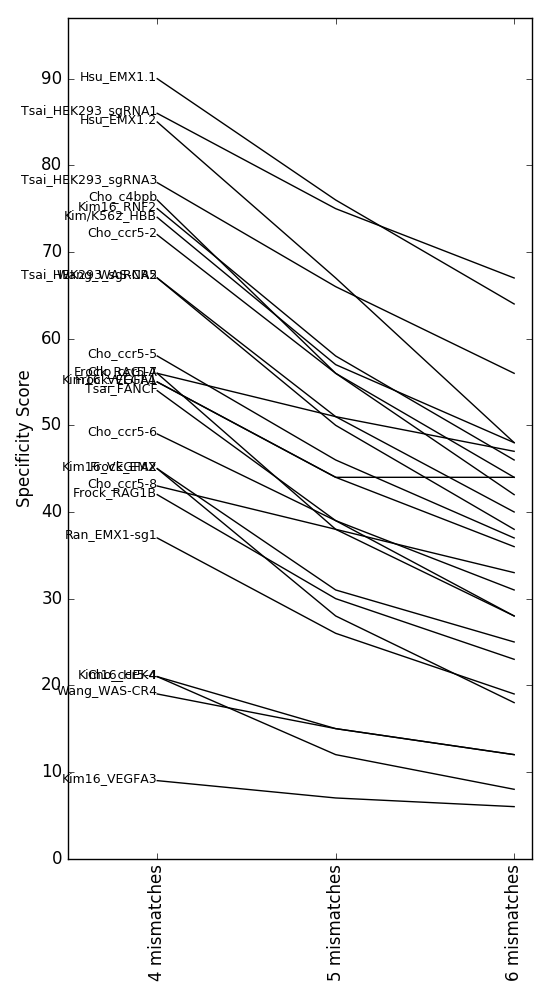 Specificity Score
90
80
70
60
50
40
30
20
10
0
Hsu_EMX1.1
Tsai_HEK293_sgRNA1
Hsu_EMX1.2
Tsai_HEK293_sgRNA3
Cho_c4bpb
Kim16_RNF2
Kim/K562_HBB
Cho_ccr5-2
Cho_ccr5-5
Tsai_FANCF
Cho_ccr5-6
Cho_ccr5-8
Frock_RAG1B
Ran_EMX1-sg1
Wang_WAS-CR4
Kim16_VEGFA3
4 mismatches
5 mismatches
6 mismatches